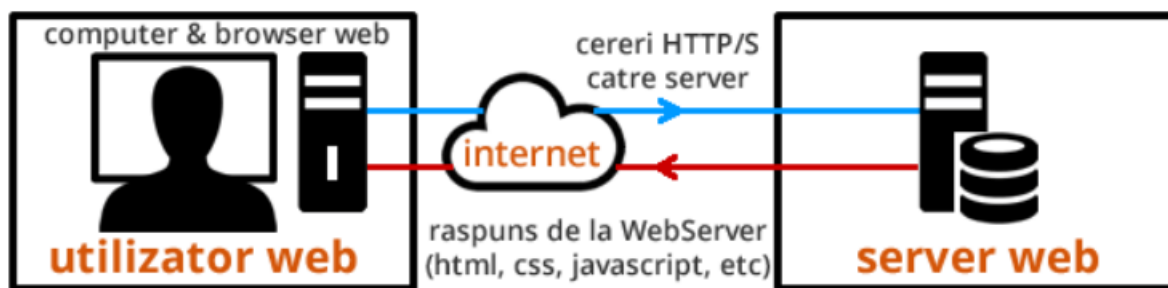 computer & browser web
utilizator web
cereri HTTP/S
catre server
internet
raspuns de la WebServer
(html, css, javascript, etc)
server web